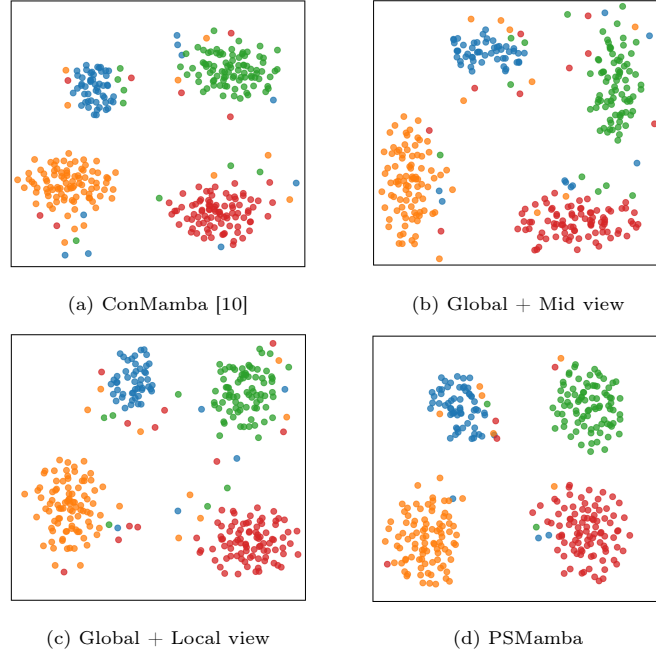 (a) ConMamba [10]
(b) Global + Mid view
(c) Global + Local view
(d) PSMamba